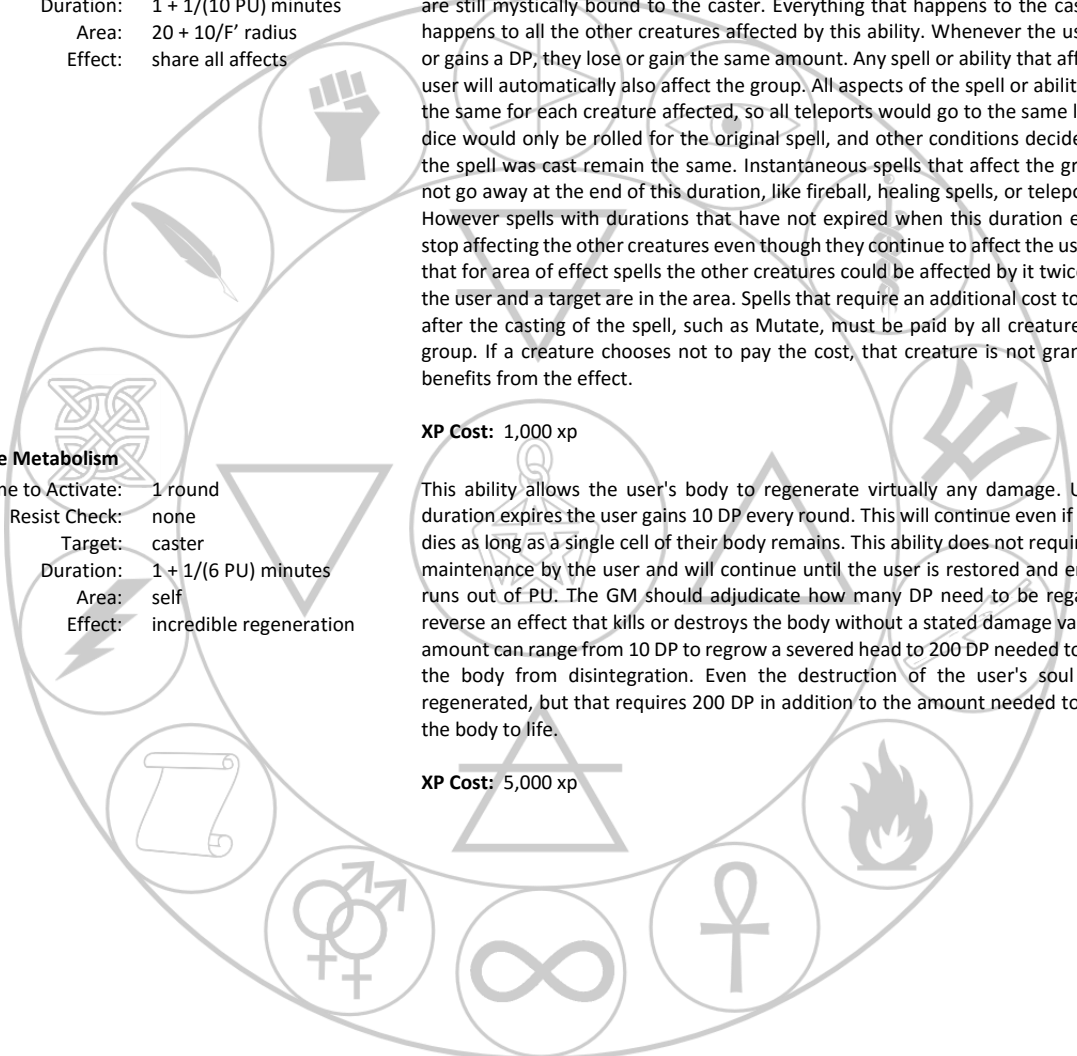 Duration: 1 + 1/(10 PU) minutes
Area: 20 + 10/F' radius
Effect: share all affects
are still mystically bound to the caster. Everything that happens to the cas
happens to all the other creatures affected by this ability. Whenever the us
or gains a DP, they lose or gain the same amount. Any spell or ability that aff
user will automatically also affect the group. All aspects of the spell or abilit
the same for each creature affected, so all teleports would go to the same l
dice would only be rolled for the original spell, and other conditions decide
the spell was cast remain the same. Instantaneous spells that affect the gr
not go away at the end of this duration, like fireball, healing spells, or telepo
However spells with durations that have not expired when this duration e
stop affecting the other creatures even though they continue to affect the us
that for area of effect spells the other creatures could be affected by it twice
the user and a target are in the area. Spells that require an additional cost to
after the casting of the spell, such as Mutate, must be paid by all creature
group. If a creature chooses not to pay the cost, that creature is not gran
benefits from the effect.
XP Cost: 1,000 xp
e Metabolism
ne to Activate: 1 round
Resist Check: none
Target: caster
Duration: 1 + 1/(6 PU) minutes
Area: self
Effect: incredible regeneration
This ability allows the user's body to regenerate virtually any damage. U
duration expires the user gains 10 DP every round. This will continue even if
dies as long as a single cell of their body remains. This ability does not requir
maintenance by the user and will continue until the user is restored and en
runs out of PU. The GM should adjudicate how many DP need to be rega
reverse an effect that kills or destroys the body without a stated damage va
amount can range from 10 DP to regrow a severed head to 200 DP needed to
the body from disintegration. Even the destruction of the user's soul
regenerated, but that requires 200 DP in addition to the amount needed to
the body to life.
XP Cost: 5,000 xp